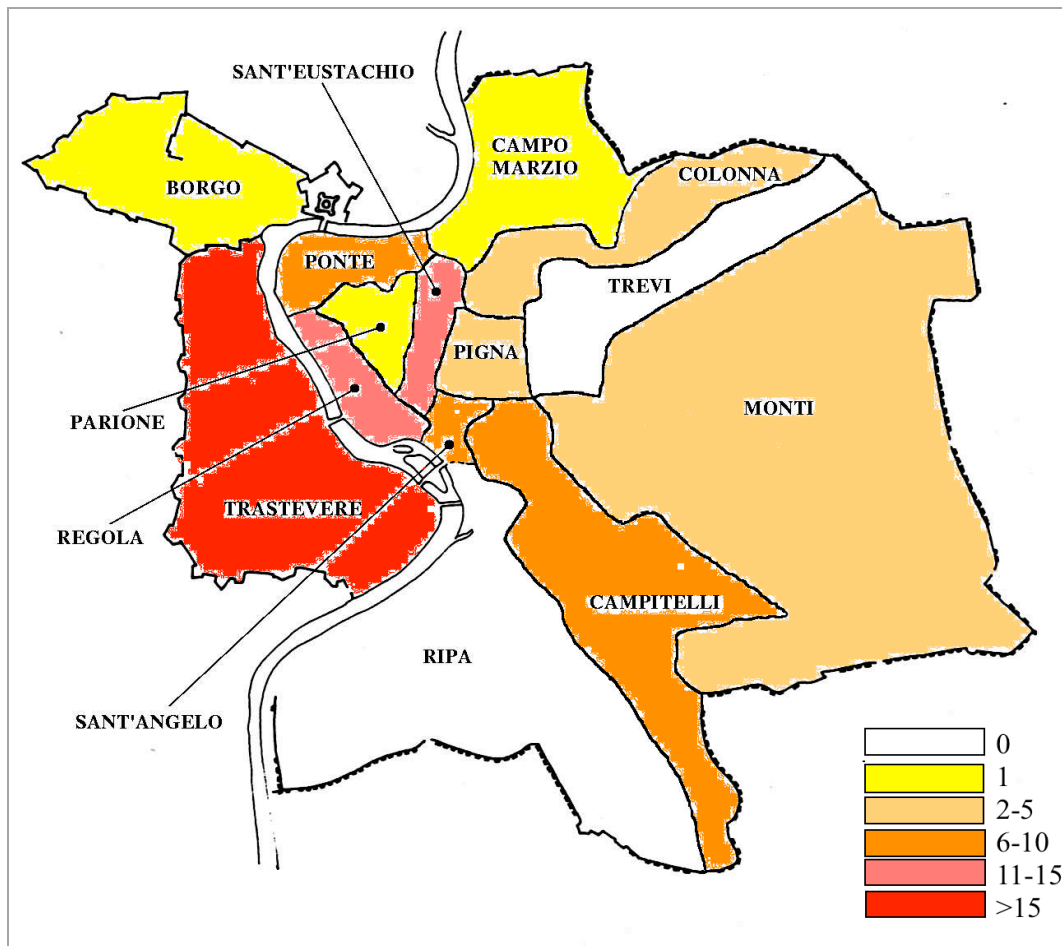 SANT'EUSTACHIO
CAMPO
MARZIO
COLONNA
BORGO
PONTE
TREVI
PIGNA
PARIONE
MONTI
TRASTEVERE
REGOLA
CAMPITELLI
RIPA
SANT'ANGELO
0
1
2-5
6-10
11-15
>15